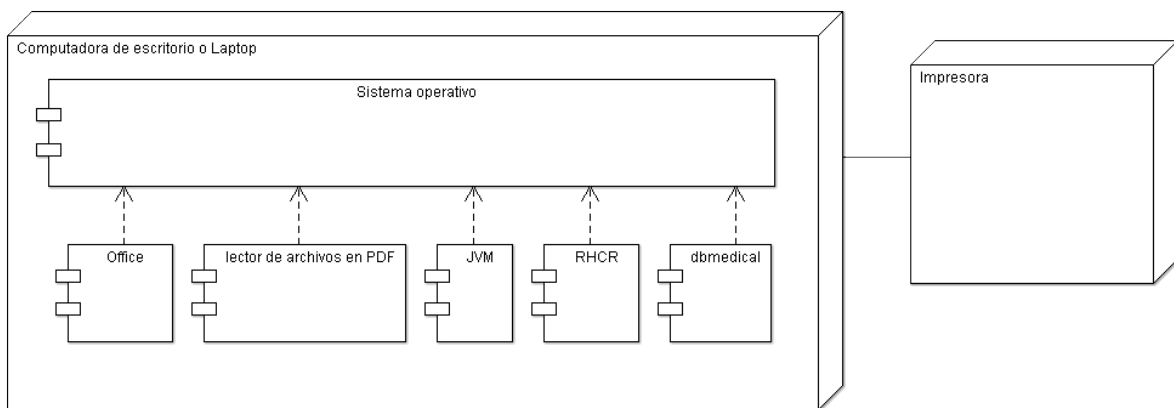 Computadora de escritorio o Laptop
Impresora
Sistema operativo
Office
lector de archivos en PDF
JVM
RHCR
dbmedical